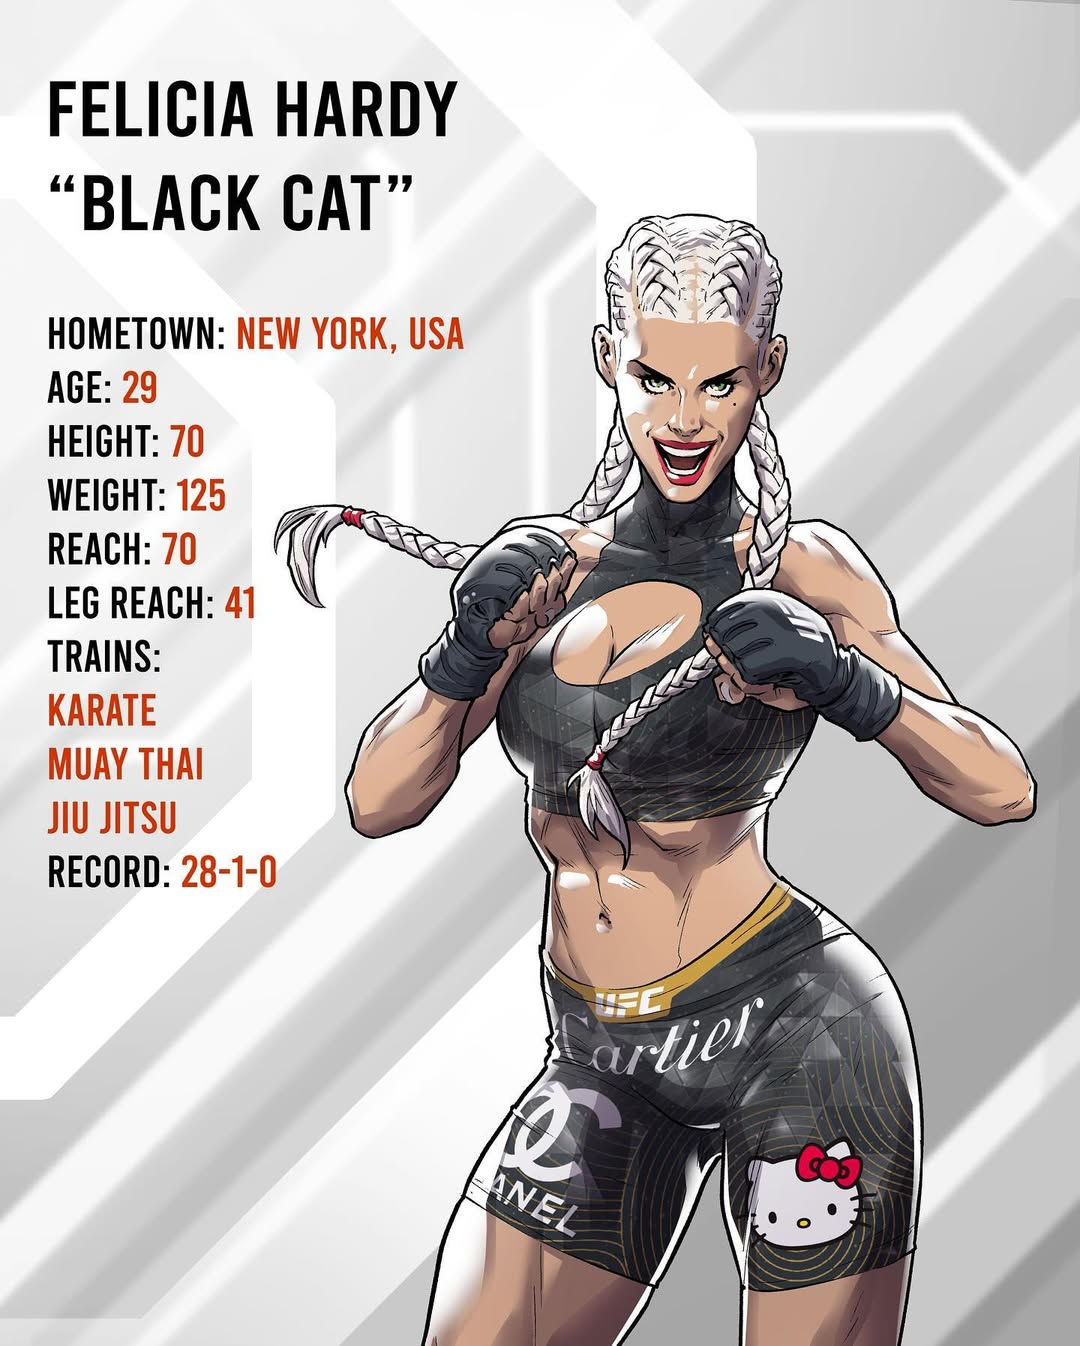 FELICIA HARDY
“BLACK CAT”
HOMETOWN: NEW YORK, USA
AGE: 29
HEIGHT: 70
WEIGHT: 125
REACH: 70
LEG REACH: 41
TRAINS:
KARATE
MUAY THAI
JIU JITSU
RECORD: 28-1-0
UFC
Cartier
ANEL